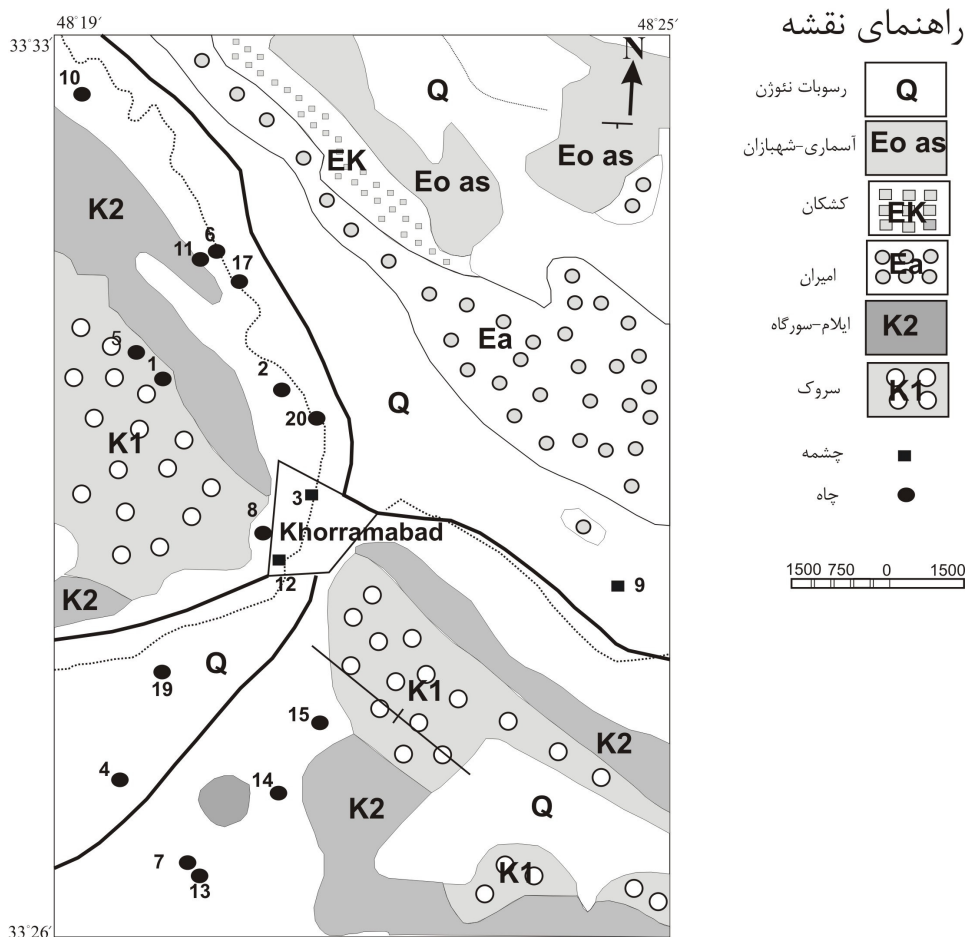 48°19′
48°25′
33°33′
33°26′
N
10
Q
EK
Eo as
Eo as
K2
6
11
17
Ea
5
1
2
20
Q
K1
3
8
Khorramabad
12
9
K2
Q
19
K1
15
K2
4
14
K2
Q
7
13
K1
راهنمای نقشه
رسوبات نئوژن Q
آسماری-شهبازان Eo as
کشکان EK
امیران Ea
ایلام-سورگاه K2
سروک K1
چشمه
چاه
1500 750 0 1500